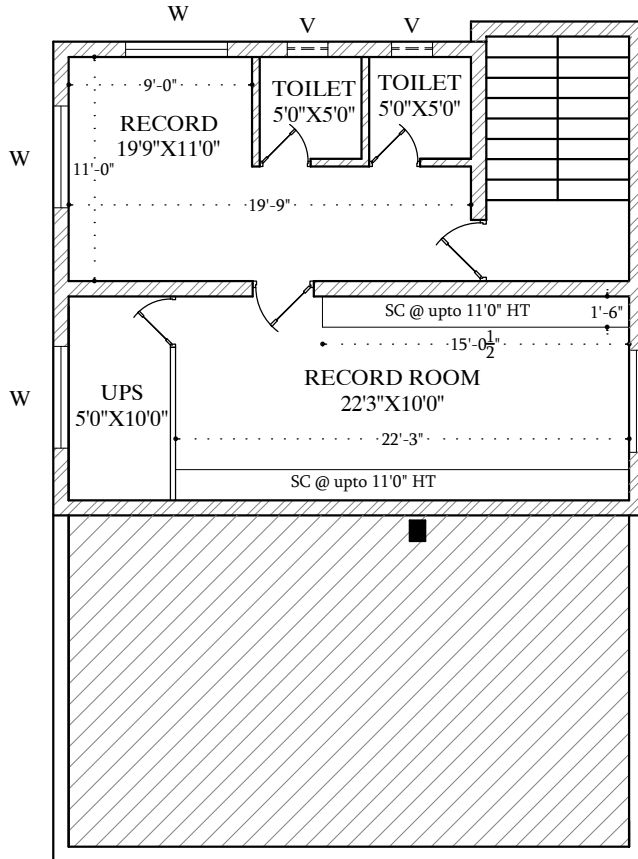 W
V
V
9'-0"
TOILET
5'0"X5'0"
TOILET
5'0"X5'0"
RECORD
19'9"X11'0"
W
11'-0"
19'-9"
SC @ upto 11'0" HT
1'-6"
15'-0½"
RECORD ROOM
22'3"X10'0"
UPS
5'0"X10'0"
W
22'-3"
SC @ upto 11'0" HT